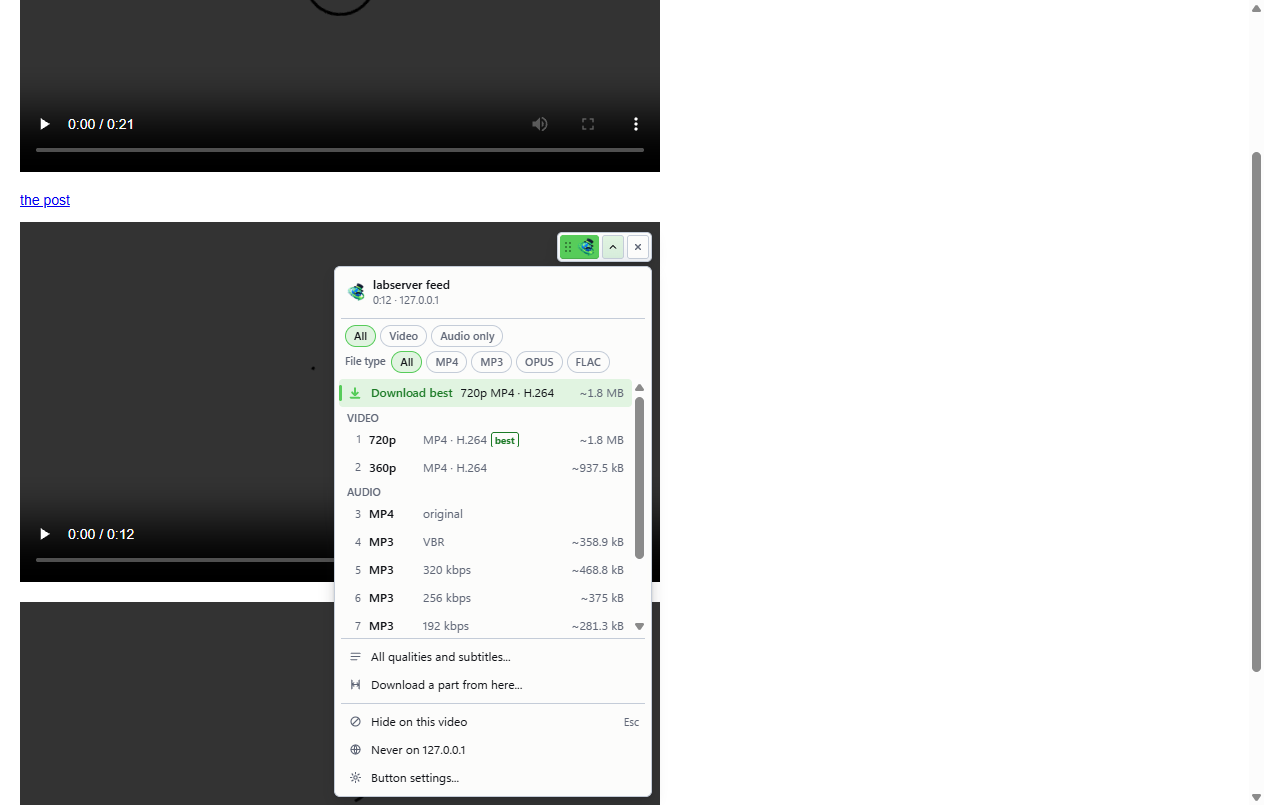 0:00 / 0:21
the post
labserver feed
0:12 · 127.0.0.1
All Video Audio only
File type All MP4 MP3 OPUS FLAC
Download best 720p MP4 · H.264 ~1.8 MB
VIDEO
1 720p MP4 · H.264 best ~1.8 MB
2 360p MP4 · H.264 ~937.5 kB
AUDIO
3 MP4 original
4 MP3 VBR ~358.9 kB
5 MP3 320 kbps ~468.8 kB
0:00 / 0:12
6 MP3 256 kbps ~375 kB
7 MP3 192 kbps ~281.3 kB
All qualities and subtitles...
Download a part from here...
Hide on this video Esc
Never on 127.0.0.1
Button settings...